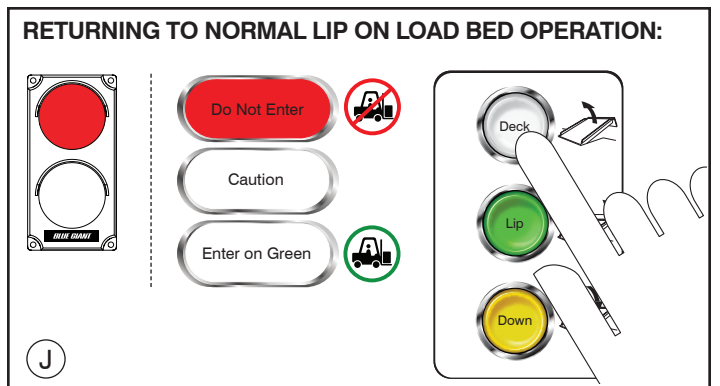 RETURNING TO NORMAL LIP ON LOAD BED OPERATION:
Do Not Enter
Caution
Enter on Green
BLUE GIANT
Deck
Lip
Down
J